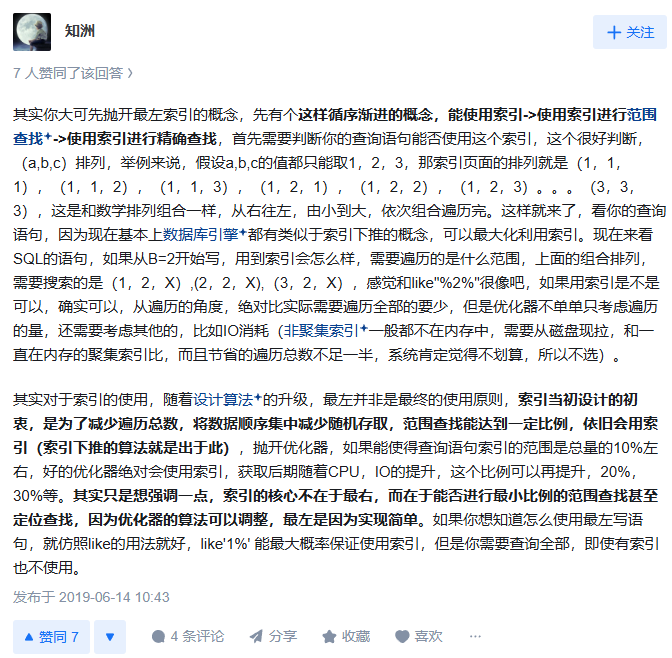 知洲
+ 关注
7 人赞同了该回答 ›
其实你大可先抛开最左索引的概念，先有个这样循序渐进的概念，能使用索引->使用索引进行范围
查找->使用索引进行精确查找，首先需要判断你的查询语句能否使用这个索引，这个很好判断，
（a,b,c）排列，举例来说，假设a,b,c的值都只能取1，2，3，那索引页面的排列就是（1，1，
1），（1，1，2），（1，1，3），（1，2，1），（1，2，2），（1，2，3）。。。（3，3，
3），这是和数学排列组合一样，从右往左，由小到大，依次组合遍历完。这样就来了，看你的查询
语句，因为现在基本上数据库引擎都有类似于索引下推的概念，可以最大化利用索引。现在来看
SQL的语句，如果从B=2开始写，用到索引会怎么样，需要遍历的是什么范围，上面的组合排列，
需要搜索的是（1，2，X）,(2，2，X),（3，2，X），感觉和like"%2%"很像吧，如果用索引是不是
可以，确实可以，从遍历的角度，绝对比实际需要遍历全部的要少，但是优化器不单单只考虑遍历
的量，还需要考虑其他的，比如IO消耗（非聚集索引一般都不在内存中，需要从磁盘现拉，和一
直在内存的聚集索引比，而且节省的遍历总数不足一半，系统肯定觉得不划算，所以不选）。
其实对于索引的使用，随着设计算法的升级，最左并非是最终的使用原则，索引当初设计的初
衷，是为了减少遍历总数，将数据顺序集中减少随机存取，范围查找能达到一定比例，依旧会用索
引（索引下推的算法就是出于此），抛开优化器，如果能使得查询语句索引的范围是总量的10%左
右，好的优化器绝对会使用索引，获取后期随着CPU，IO的提升，这个比例可以再提升，20%，
30%等。其实只是想强调一点，索引的核心不在于最右，而在于能否进行最小比例的范围查找甚至
定位查找，因为优化器的算法可以调整，最左是因为实现简单。如果你想知道怎么使用最左写语
句，就仿照like的用法就好，like'1%' 能最大概率保证使用索引，但是你需要查询全部，即使有索引
也不使用。
发布于 2019-06-14 10:43
▲ 赞同 7
▼
4 条评论
分享
收藏
喜欢
···